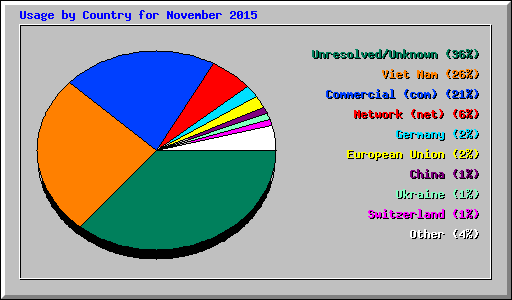 Usage by Country for November 2015
Unresolved/Unknown (36%)
Viet Nam (26%)
Commercial (com) (21%)
Network (net) (6%)
Germany (2%)
European Union (2%)
China (1%)
Ukraine (1%)
Switzerland (1%)
Other (4%)